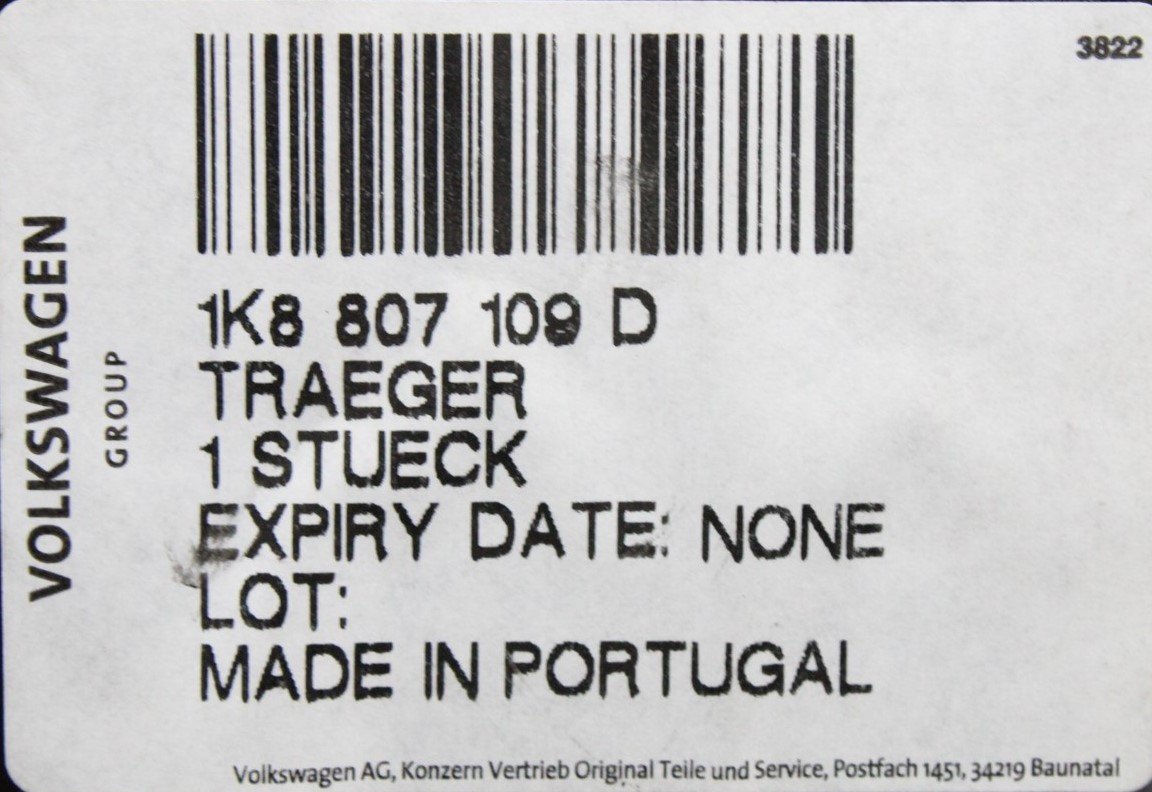 3822
1K8 807 109 D
TRAEGER
1 STUECK
EXPIRY DATE: NONE
LOT:
MADE IN PORTUGAL
VOLKSWAGEN
GROUP
Volkswagen AG, Konzern Vertrieb Original Teile und Service, Postfach 1451, 34219 Baunatal